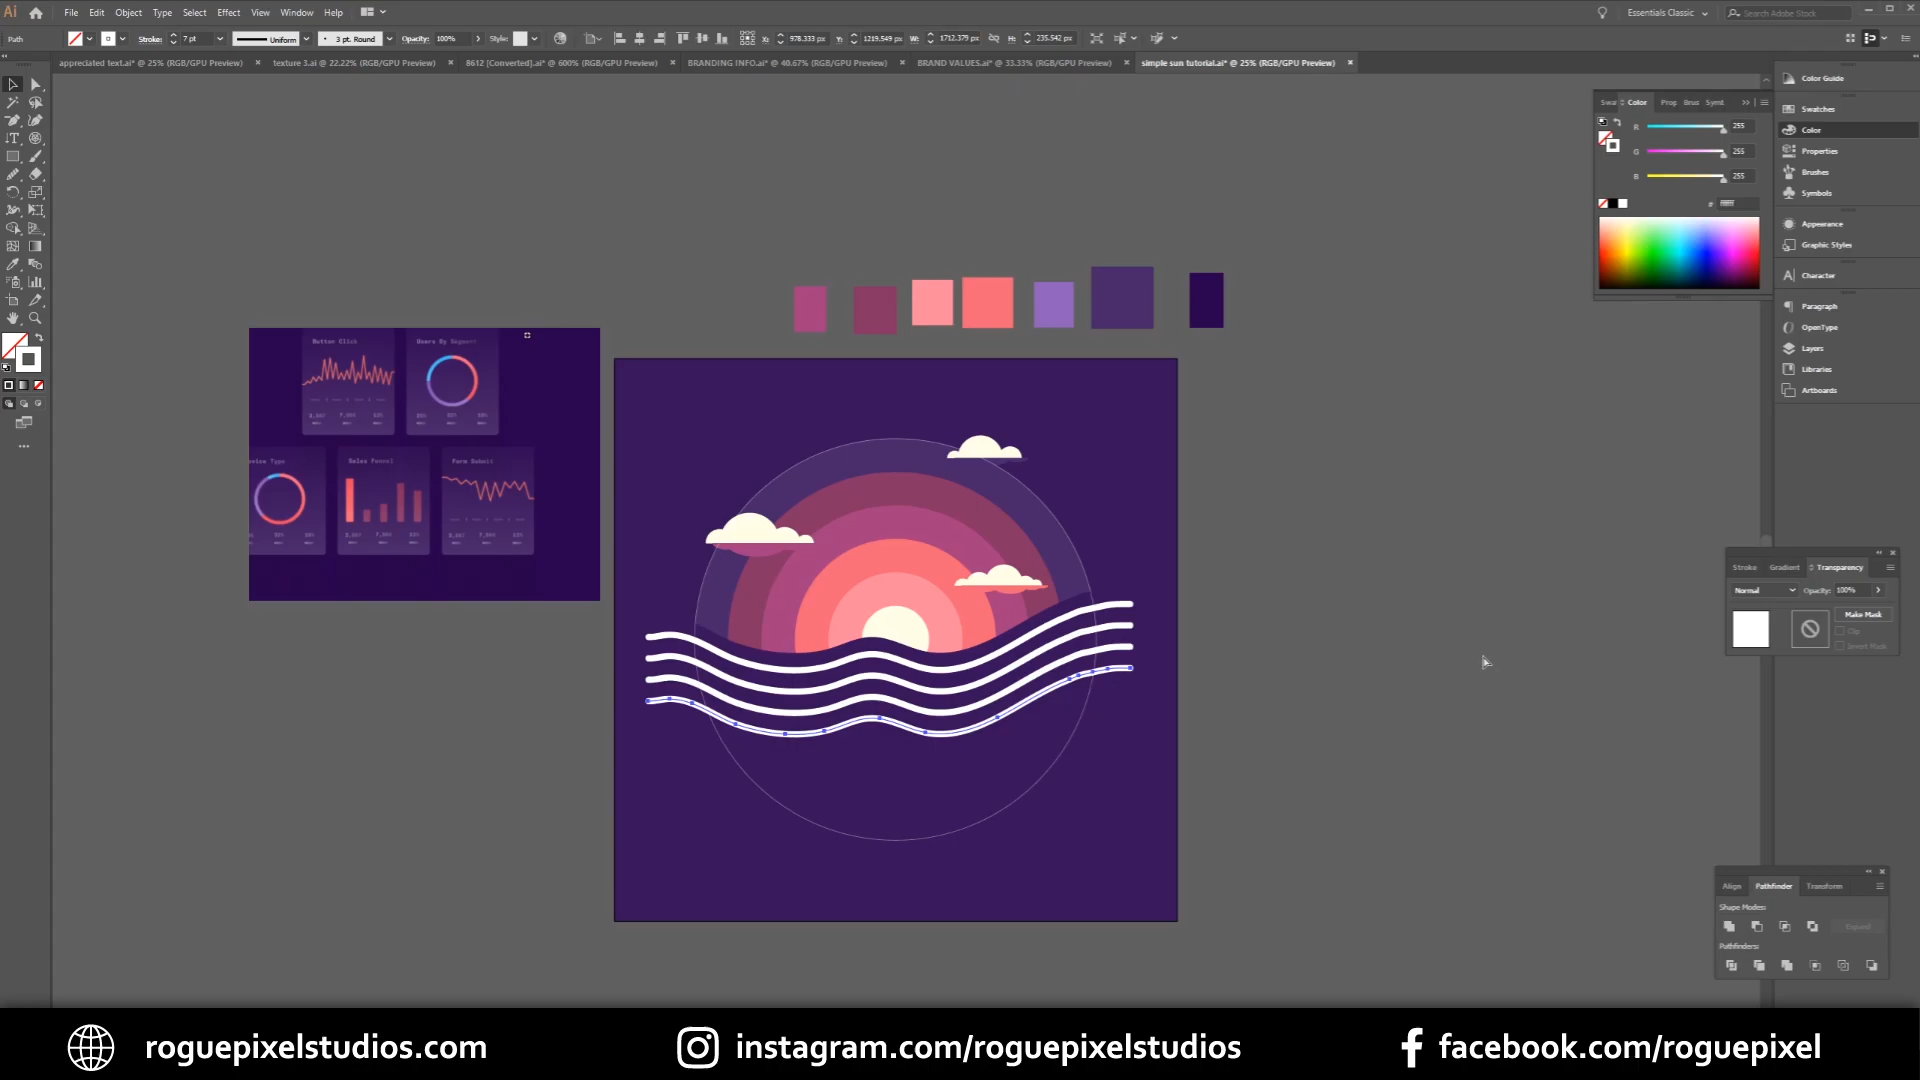 Ai File Edit Object Type Select Effect View Window Help Essentials Classic Search Adobe Stock
Path Stroke: 7 pt Uniform 3 pt. Round Opacity: 100% Style: X: 978.333 px Y: 1219.549 px W: 1712.379 px H: 235.542 px
appreciated text.ai* @ 25% (RGB/GPU Preview) texture 3.ai @ 22.22% (RGB/GPU Preview) 8612 [Converted].ai* @ 600% (RGB/GPU Preview) BRANDING INFO.ai* @ 40.67% (RGB/GPU Preview) BRAND VALUES.ai* @ 33.33% (RGB/GPU Preview) simple sun tutorial.ai* @ 25% (RGB/GPU Preview)
Swat Color Prop Brus Symt
R 255
G 255
B 255
#
Color Guide
Swatches
Color
Properties
Brushes
Symbols
Appearance
Graphic Styles
Character
Paragraph
OpenType
Layers
Libraries
Artboards
Button Click Users By Segment
vice Type Sales Funnel Form Submit
Stroke Gradient Transparency
Normal Opacity: 100%
Make Mask
Clip
Invert Mask
Align Pathfinder Transform
Shape Modes:
Expand
Pathfinders:
roguepixelstudios.com instagram.com/roguepixelstudios facebook.com/roguepixel